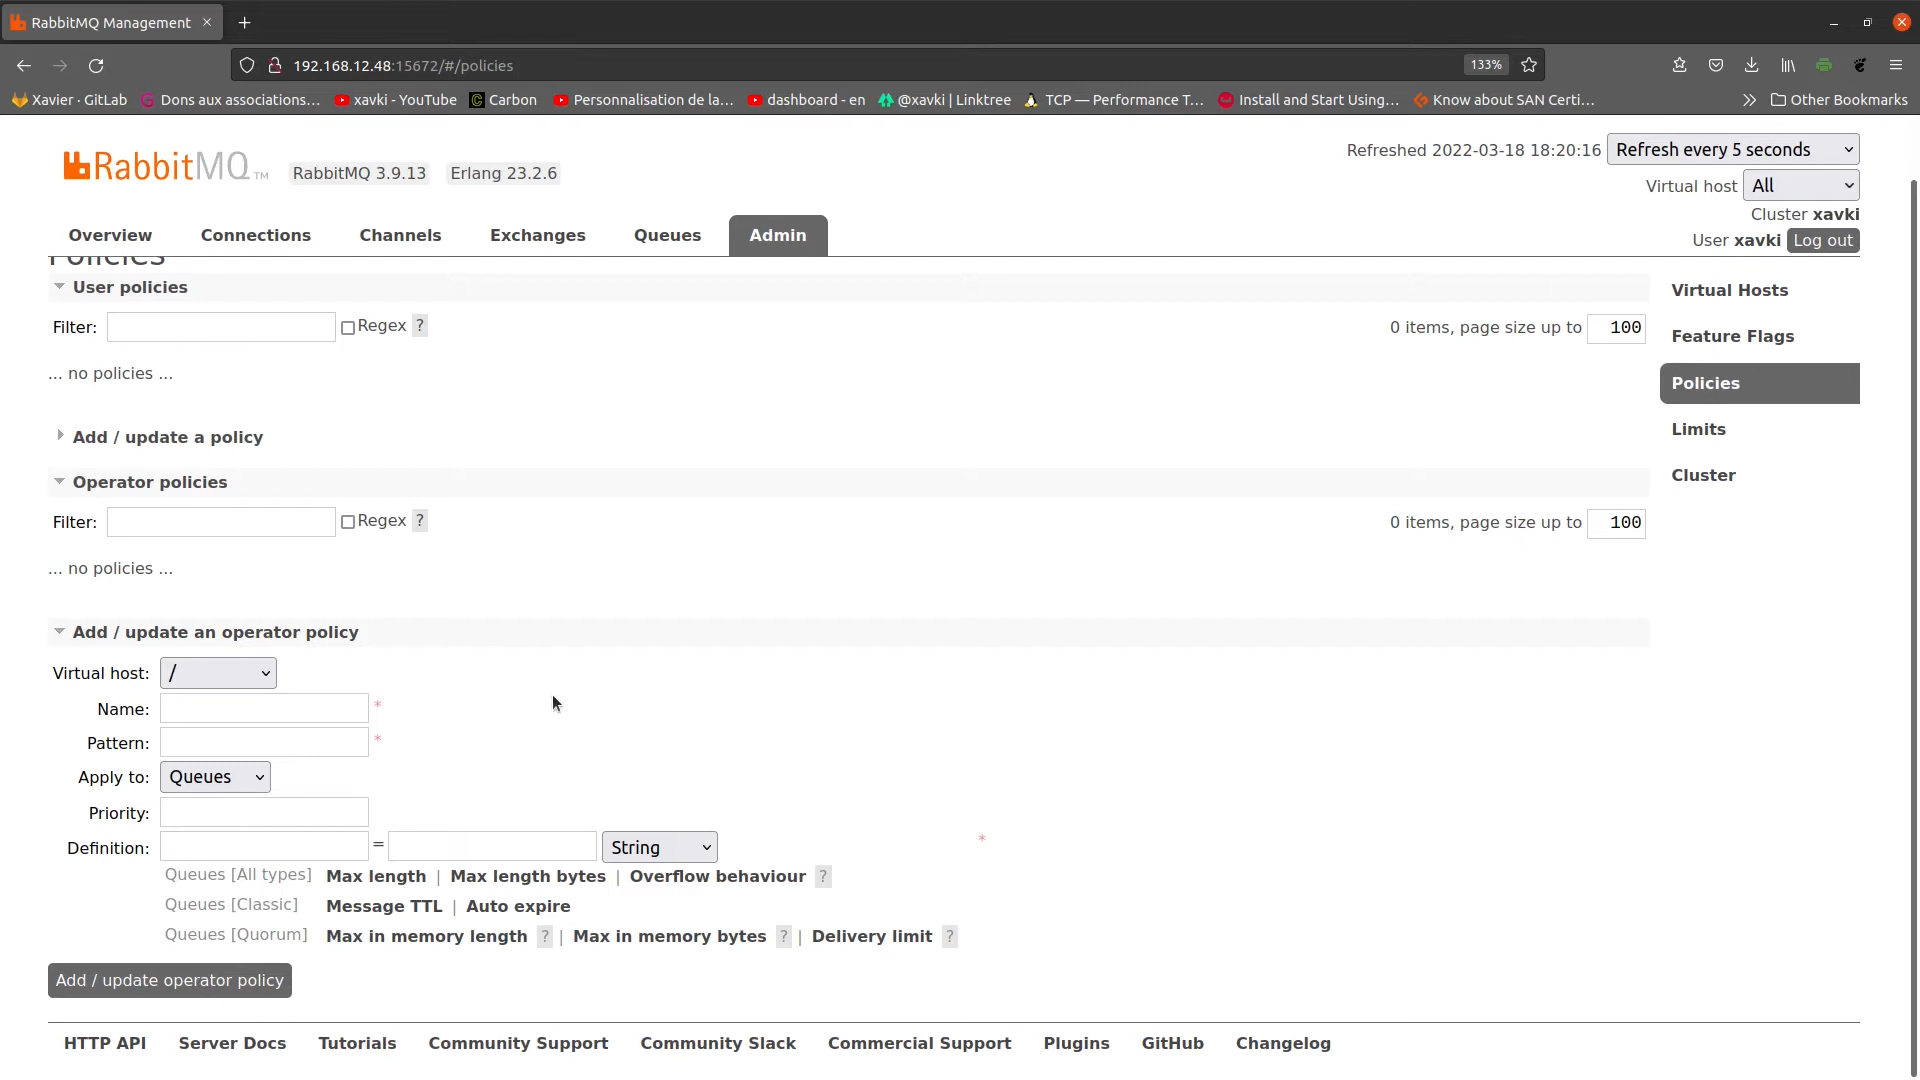 RabbitMQ Management
192.168.12.48:15672/#/policies
133%
Xavier · GitLab
Dons aux associations…
xavki - YouTube
Carbon
Personnalisation de la…
dashboard - en
@xavki | Linktree
TCP — Performance T…
Install and Start Using…
Know about SAN Certi…
Other Bookmarks
RabbitMQ TM
RabbitMQ 3.9.13
Erlang 23.2.6
Refreshed 2022-03-18 18:20:16
Refresh every 5 seconds
Virtual host All
Cluster xavki
User xavki Log out
Overview
Connections
Channels
Exchanges
Queues
Admin
Policies
User policies
Filter:
Regex ?
0 items, page size up to 100
... no policies ...
Add / update a policy
Operator policies
Filter:
Regex ?
0 items, page size up to 100
... no policies ...
Add / update an operator policy
Virtual host: /
Name: *
Pattern: *
Apply to: Queues
Priority:
Definition: = String *
Queues [All types] Max length | Max length bytes | Overflow behaviour ?
Queues [Classic] Message TTL | Auto expire
Queues [Quorum] Max in memory length ? | Max in memory bytes ? | Delivery limit ?
Add / update operator policy
Virtual Hosts
Feature Flags
Policies
Limits
Cluster
HTTP API
Server Docs
Tutorials
Community Support
Community Slack
Commercial Support
Plugins
GitHub
Changelog